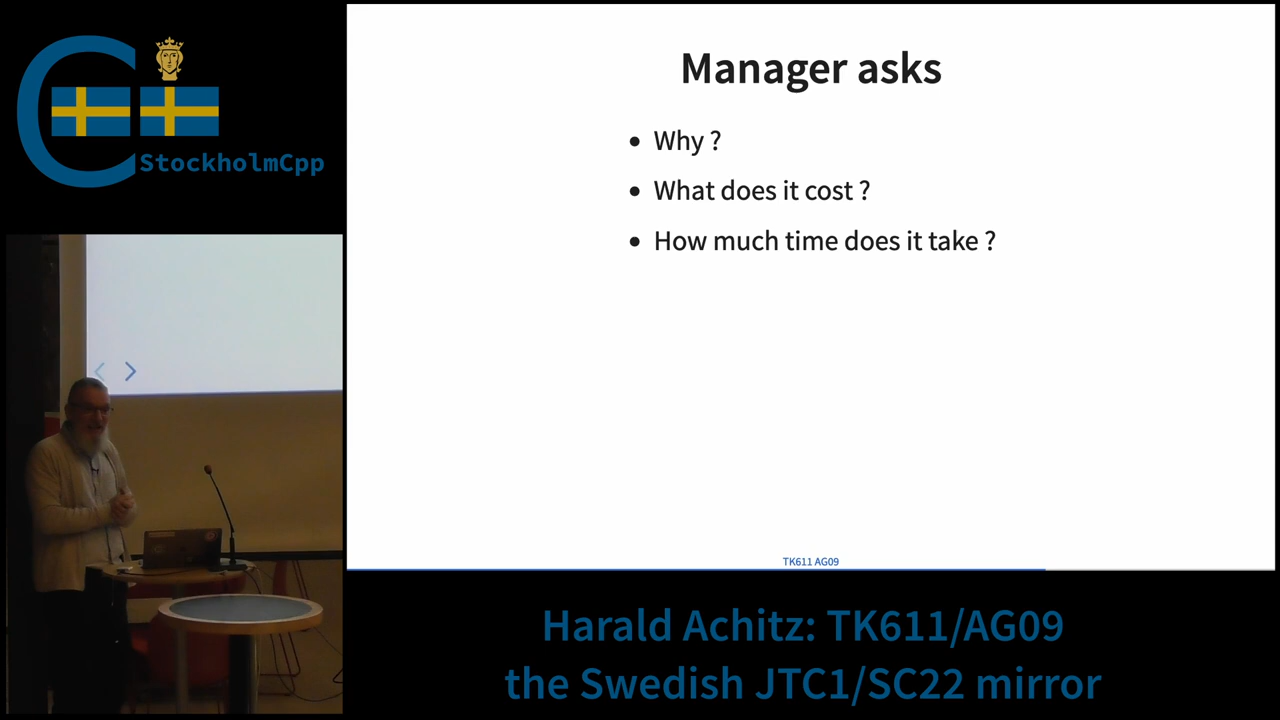 StockholmCpp
Manager asks
Why ?
What does it cost ?
How much time does it take ?
TK611 AG09
Harald Achitz: TK611/AG09
the Swedish JTC1/SC22 mirror